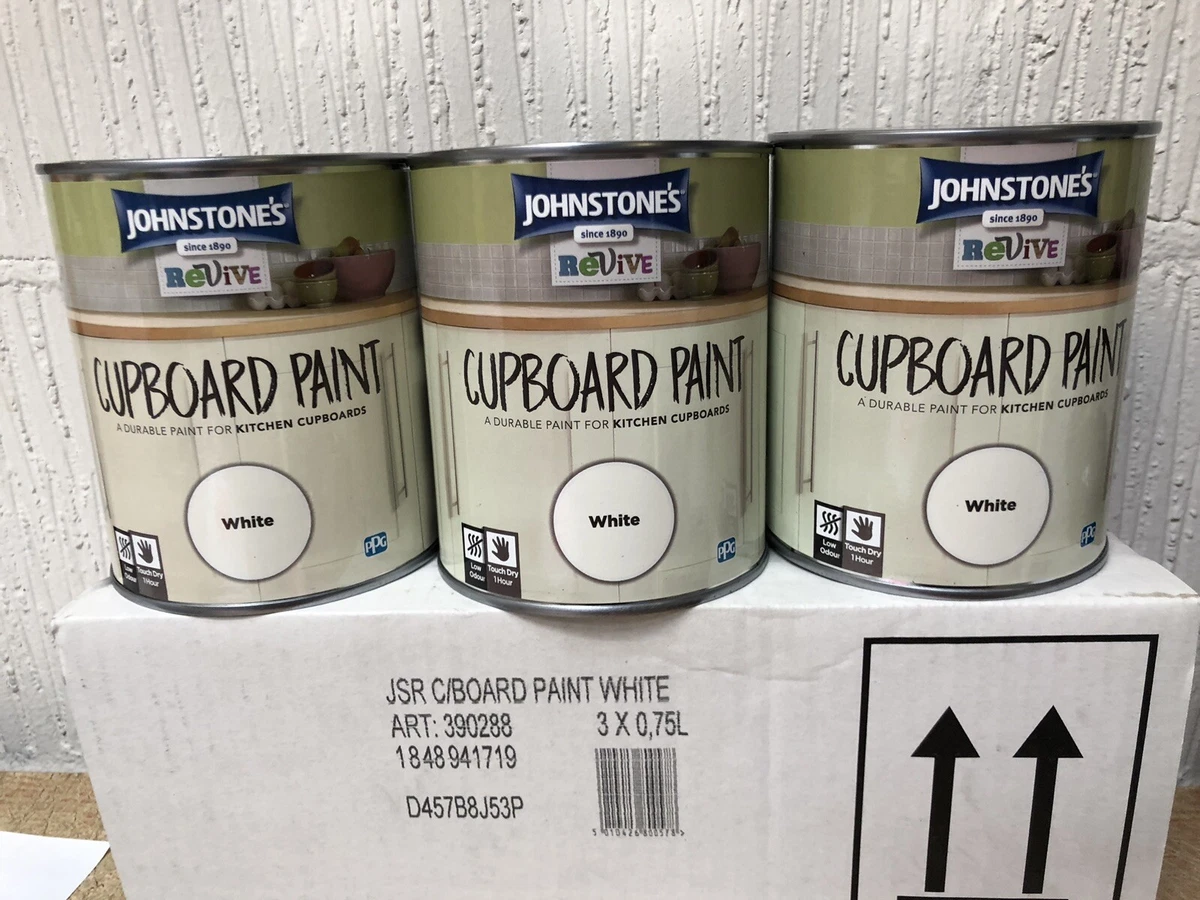 JOHNSTONE'S
since 1890
ReViVE
CUPBOARD PAINT
A DURABLE PAINT FOR KITCHEN CUPBOARDS
White
Low Odour
Touch Dry
1 Hour
PPG
JOHNSTONE'S
since 1890
ReViVE
CUPBOARD PAINT
A DURABLE PAINT FOR KITCHEN CUPBOARDS
White
Low Odour
Touch Dry
1 Hour
PPG
JOHNSTONE'S
since 1890
ReViVE
CUPBOARD PAINT
A DURABLE PAINT FOR KITCHEN CUPBOARDS
White
Low Odour
Touch Dry
1 Hour
PPG
JSR C/BOARD PAINT WHITE
ART: 390288 3 X 0,75L
1848941719
D457B8J53P